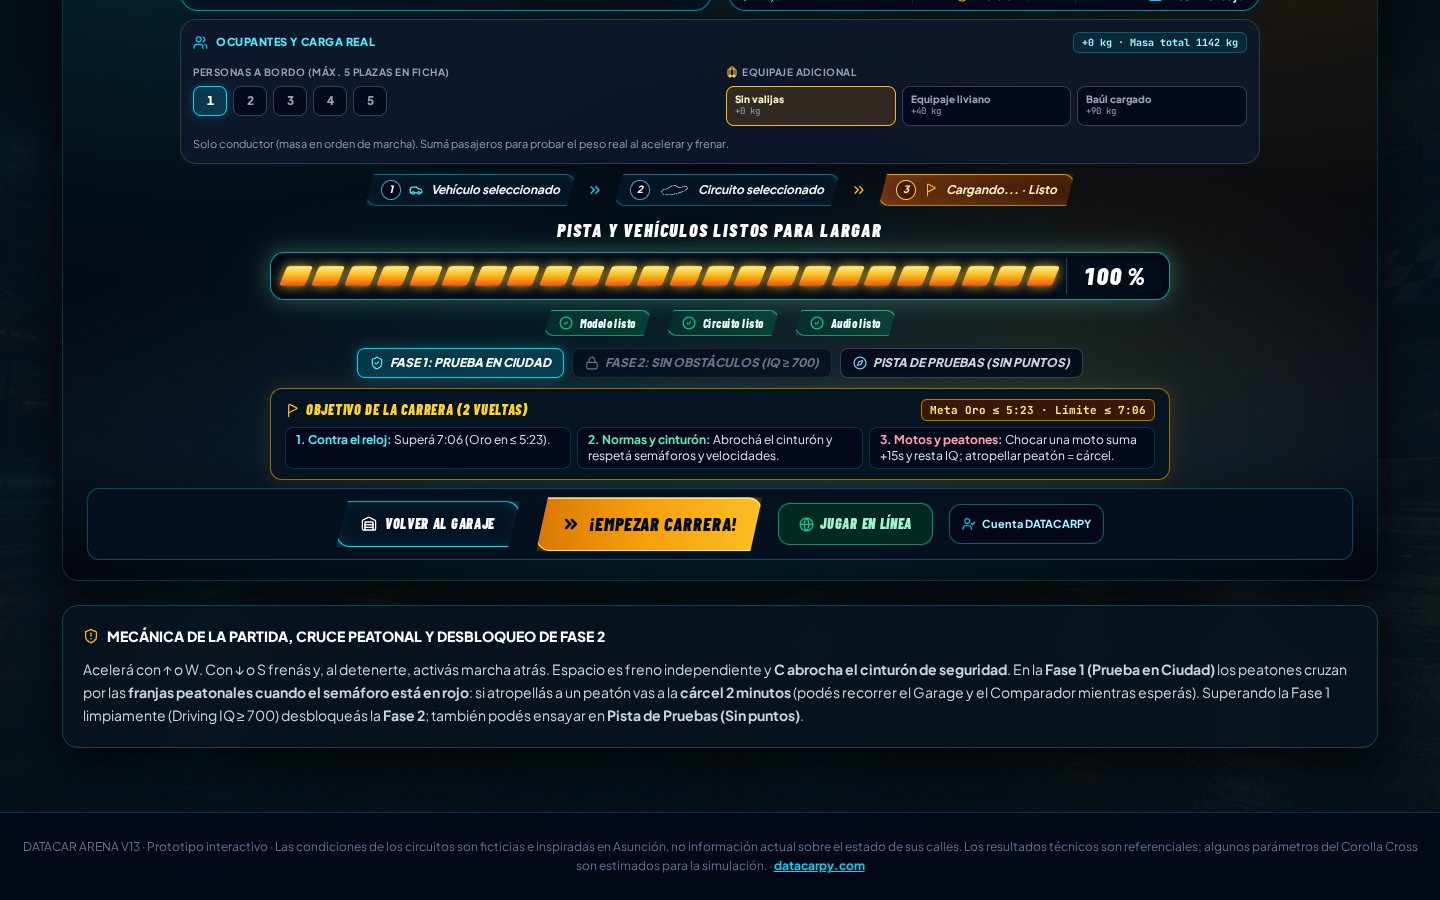 OCUPANTES Y CARGA REAL
+0 kg · Masa total 1142 kg
PERSONAS A BORDO (MÁX. 5 PLAZAS EN FICHA)
EQUIPAJE ADICIONAL
1
2
3
4
5
Sin valijas
+0 kg
Equipaje liviano
+40 kg
Baúl cargado
+90 kg
Solo conductor (masa en orden de marcha). Sumá pasajeros para probar el peso real al acelerar y frenar.
1 Vehículo seleccionado
2 Circuito seleccionado
3 Cargando... · Listo
PISTA Y VEHÍCULOS LISTOS PARA LARGAR
100 %
Modelo listo
Circuito listo
Audio listo
FASE 1: PRUEBA EN CIUDAD
FASE 2: SIN OBSTÁCULOS (IQ ≥ 700)
PISTA DE PRUEBAS (SIN PUNTOS)
OBJETIVO DE LA CARRERA (2 VUELTAS)
Meta Oro ≤ 5:23 · Límite ≤ 7:06
1. Contra el reloj: Superá 7:06 (Oro en ≤ 5:23).
2. Normas y cinturón: Abrochá el cinturón y
respetá semáforos y velocidades.
3. Motos y peatones: Chocar una moto suma
+15s y resta IQ; atropellar peatón = cárcel.
VOLVER AL GARAJE
¡EMPEZAR CARRERA!
JUGAR EN LÍNEA
Cuenta DATACARPY
MECÁNICA DE LA PARTIDA, CRUCE PEATONAL Y DESBLOQUEO DE FASE 2
Acelerá con ↑ o W. Con ↓ o S frenás y, al detenerte, activás marcha atrás. Espacio es freno independiente y C abrocha el cinturón de seguridad. En la Fase 1 (Prueba en Ciudad) los peatones cruzan
por las franjas peatonales cuando el semáforo está en rojo: si atropellás a un peatón vas a la cárcel 2 minutos (podés recorrer el Garage y el Comparador mientras esperás). Superando la Fase 1
limpiamente (Driving IQ ≥ 700) desbloqueás la Fase 2; también podés ensayar en Pista de Pruebas (Sin puntos).
DATACAR ARENA V13 · Prototipo interactivo · Las condiciones de los circuitos son ficticias e inspiradas en Asunción, no información actual sobre el estado de sus calles. Los resultados técnicos son referenciales; algunos parámetros del Corolla Cross
son estimados para la simulación. · datacarpy.com